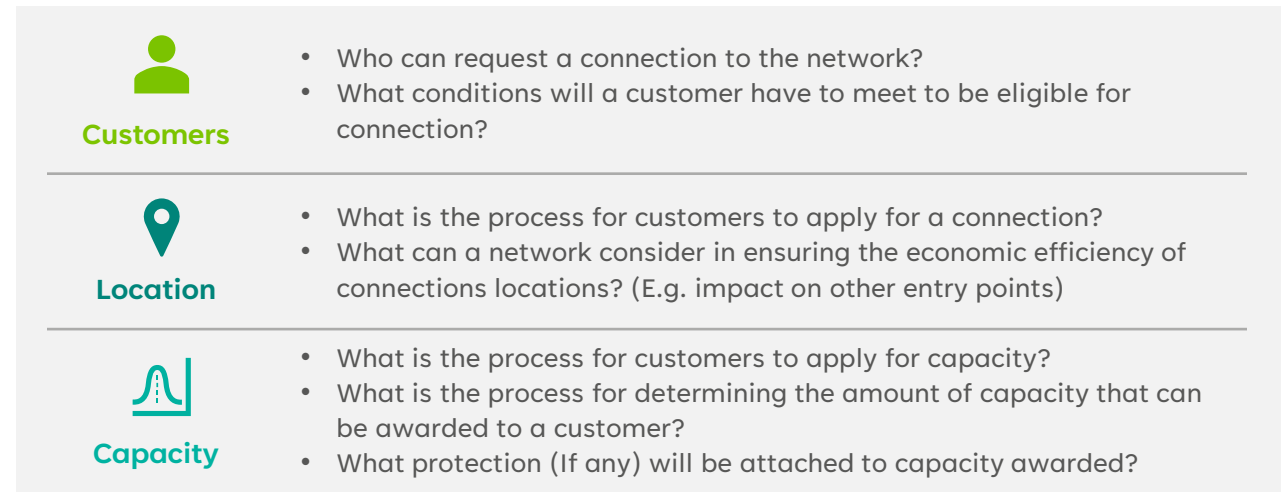 • Who can request a connection to the network?
• What conditions will a customer have to meet to be eligible for
connection?
Customers
• What is the process for customers to apply for a connection?
• What can a network consider in ensuring the economic efficiency of
connections locations? (E.g. impact on other entry points)
Location
• What is the process for customers to apply for capacity?
• What is the process for determining the amount of capacity that can
be awarded to a customer?
• What protection (If any) will be attached to capacity awarded?
Capacity